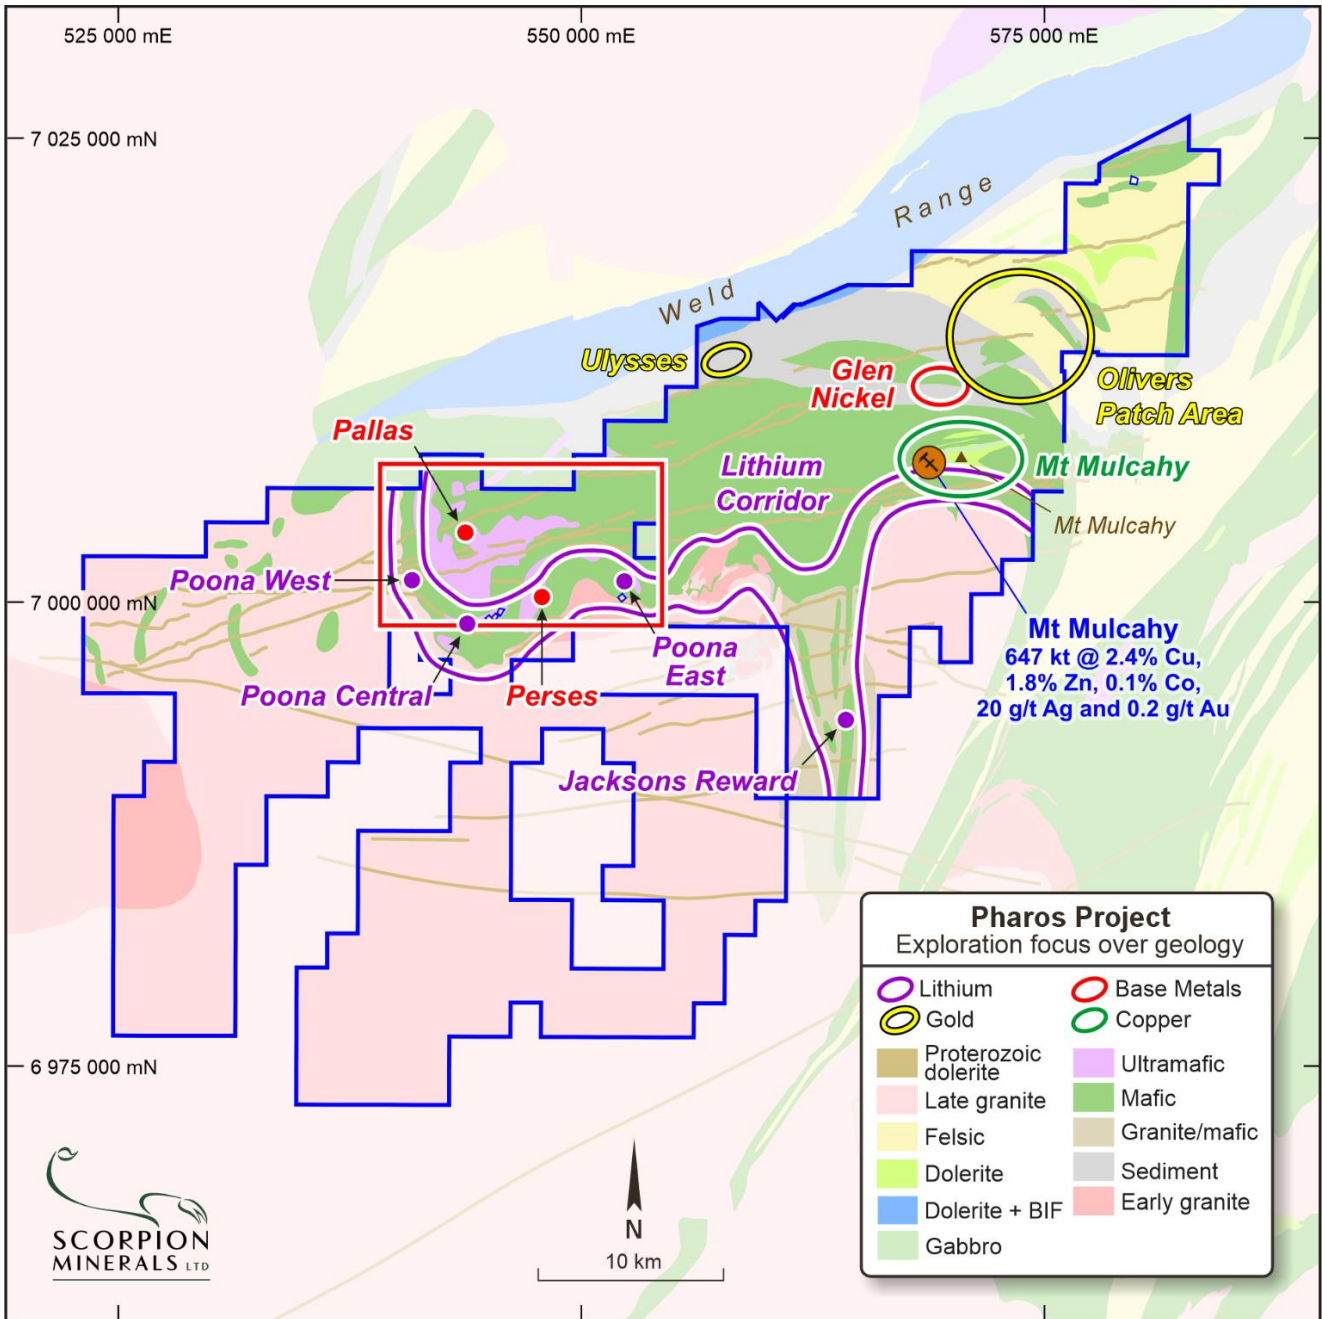 525 000 mE
550 000 mE
575 000 mE
7 025 000 mN
Range
Weld
Ulysses
Glen
Nickel
Olivers
Patch Area
Pallas
Lithium
Corridor
Mt Mulcahy
Mt Mulcahy
Poona West
7 000 000 mN
Mt Mulcahy
647 kt @ 2.4% Cu,
1.8% Zn, 0.1% Co,
20 g/t Ag and 0.2 g/t Au
Poona
East
Poona Central
Perses
Jacksons Reward
Pharos Project
Exploration focus over geology
Lithium
Base Metals
Gold
Copper
Proterozoic
dolerite
Ultramafic
Late granite
Mafic
Felsic
Granite/mafic
Dolerite
Sediment
Dolerite + BIF
Early granite
Gabbro
6 975 000 mN
SCORPION
MINERALS LTD
N
10 km